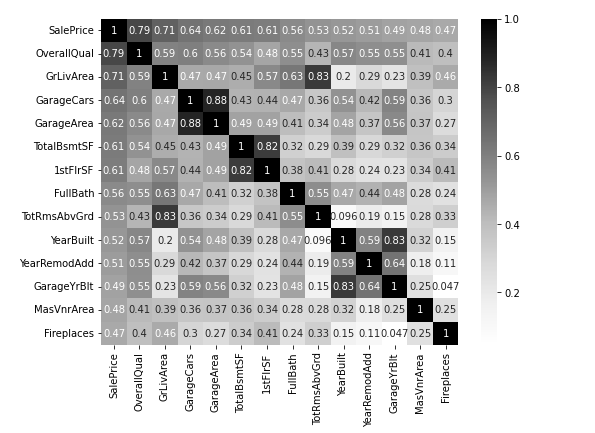 SalePrice 1 0.79 0.71 0.64 0.62 0.61 0.61 0.56 0.53 0.52 0.51 0.49 0.48 0.47
OverallQual 0.79 1 0.59 0.6 0.56 0.54 0.48 0.55 0.43 0.57 0.55 0.55 0.41 0.4
GrLivArea 0.71 0.59 1 0.47 0.47 0.45 0.57 0.63 0.83 0.2 0.29 0.23 0.39 0.46
GarageCars 0.64 0.6 0.47 1 0.88 0.43 0.44 0.47 0.36 0.54 0.42 0.59 0.36 0.3
GarageArea 0.62 0.56 0.47 0.88 1 0.49 0.49 0.41 0.34 0.48 0.37 0.56 0.37 0.27
TotalBsmtSF 0.61 0.54 0.45 0.43 0.49 1 0.82 0.32 0.29 0.39 0.29 0.32 0.36 0.34
1stFlrSF 0.61 0.48 0.57 0.44 0.49 0.82 1 0.38 0.41 0.28 0.24 0.23 0.34 0.41
FullBath 0.56 0.55 0.63 0.47 0.41 0.32 0.38 1 0.55 0.47 0.44 0.48 0.28 0.24
TotRmsAbvGrd 0.53 0.43 0.83 0.36 0.34 0.29 0.41 0.55 1 0.096 0.19 0.15 0.28 0.33
YearBuilt 0.52 0.57 0.2 0.54 0.48 0.39 0.28 0.47 0.096 1 0.59 0.83 0.32 0.15
YearRemodAdd 0.51 0.55 0.29 0.42 0.37 0.29 0.24 0.44 0.19 0.59 1 0.64 0.18 0.11
GarageYrBlt 0.49 0.55 0.23 0.59 0.56 0.32 0.23 0.48 0.15 0.83 0.64 1 0.25 0.047
MasVnrArea 0.48 0.41 0.39 0.36 0.37 0.36 0.34 0.28 0.28 0.32 0.18 0.25 1 0.25
Fireplaces 0.47 0.4 0.46 0.3 0.27 0.34 0.41 0.24 0.33 0.15 0.11 0.047 0.25 1
SalePrice
OverallQual
GrLivArea
GarageCars
GarageArea
TotalBsmtSF
1stFlrSF
FullBath
TotRmsAbvGrd
YearBuilt
YearRemodAdd
GarageYrBlt
MasVnrArea
Fireplaces
1.0
0.8
0.6
0.4
0.2